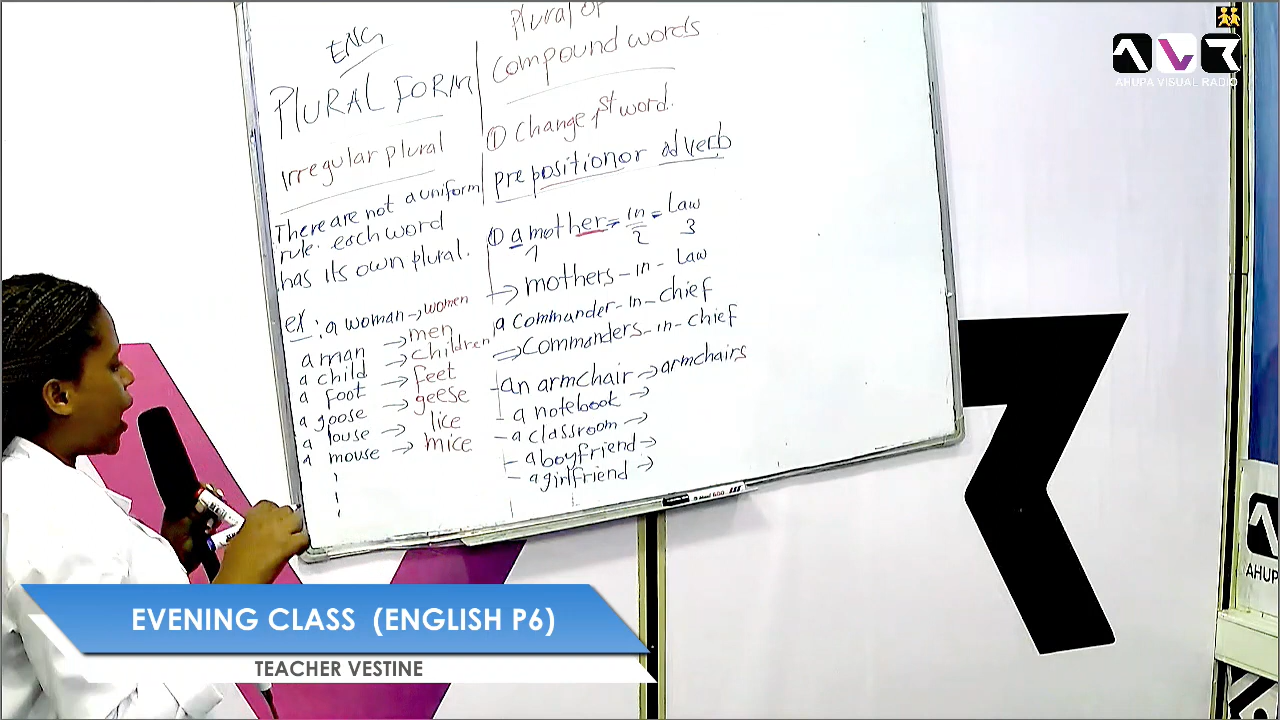 ENG
PLURAL FORM
Irregular plural
There are not a uniform
rule. each word
has its own plural.
ex: a woman → women
a man → men
a child → children
a foot → feet
a goose → geese
a louse → lice
a mouse → mice
Plural of
compound words
① change 1st word.
preposition or adverb
① a mother = in = Law
1 2 3
→ mothers-in-Law
a commander-in-chief
→ Commanders-in-chief
- an armchair → armchairs
- a notebook →
- a classroom →
- a boyfriend →
- a girlfriend →
AHUPA VISUAL RADIO
AHUPA
EVENING CLASS (ENGLISH P6)
TEACHER VESTINE